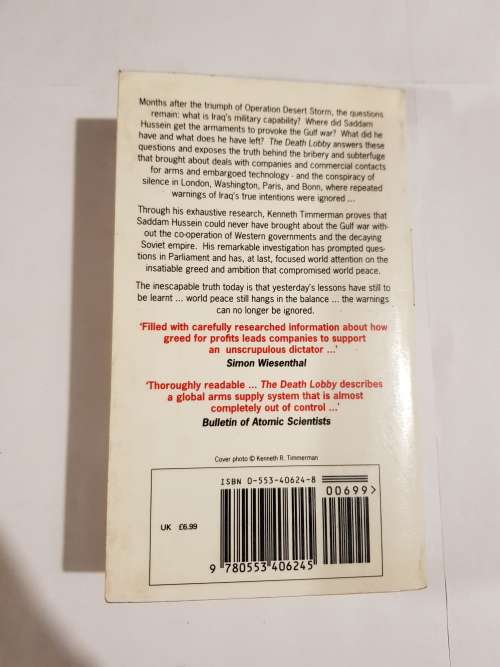 Months after the triumph of Operation Desert Storm, the questions
remain: what is Iraq's military capability? Where did Saddam
Hussein get the armaments to provoke the Gulf war? What did he
have and what does he have left? The Death Lobby answers these
questions and exposes the truth behind the bribery and subterfuge
that brought about deals with companies and commercial contacts
for arms and embargoed technology - and the conspiracy of
silence in London, Washington, Paris, and Bonn, where repeated
warnings of Iraq's true intentions were ignored ...
Through his exhaustive research, Kenneth Timmerman proves that
Saddam Hussein could never have brought about the Gulf war with-
out the co-operation of Western governments and the decaying
Soviet empire. His remarkable investigation has prompted ques-
tions in Parliament and has, at last, focused world attention on the
insatiable greed and ambition that compromised world peace.
The inescapable truth today is that yesterday's lessons have still to
be learnt ... world peace still hangs in the balance ... the warnings
can no longer be ignored.
'Filled with carefully researched information about how
greed for profits leads companies to support
an unscrupulous dictator ...'
Simon Wiesenthal
'Thoroughly readable ... The Death Lobby describes
a global arms supply system that is almost
completely out of control ...'
Bulletin of Atomic Scientists
Cover photo © Kenneth R. Timmerman
ISBN 0-553-40624-8
00699>
UK £6.99
9 780553 406245